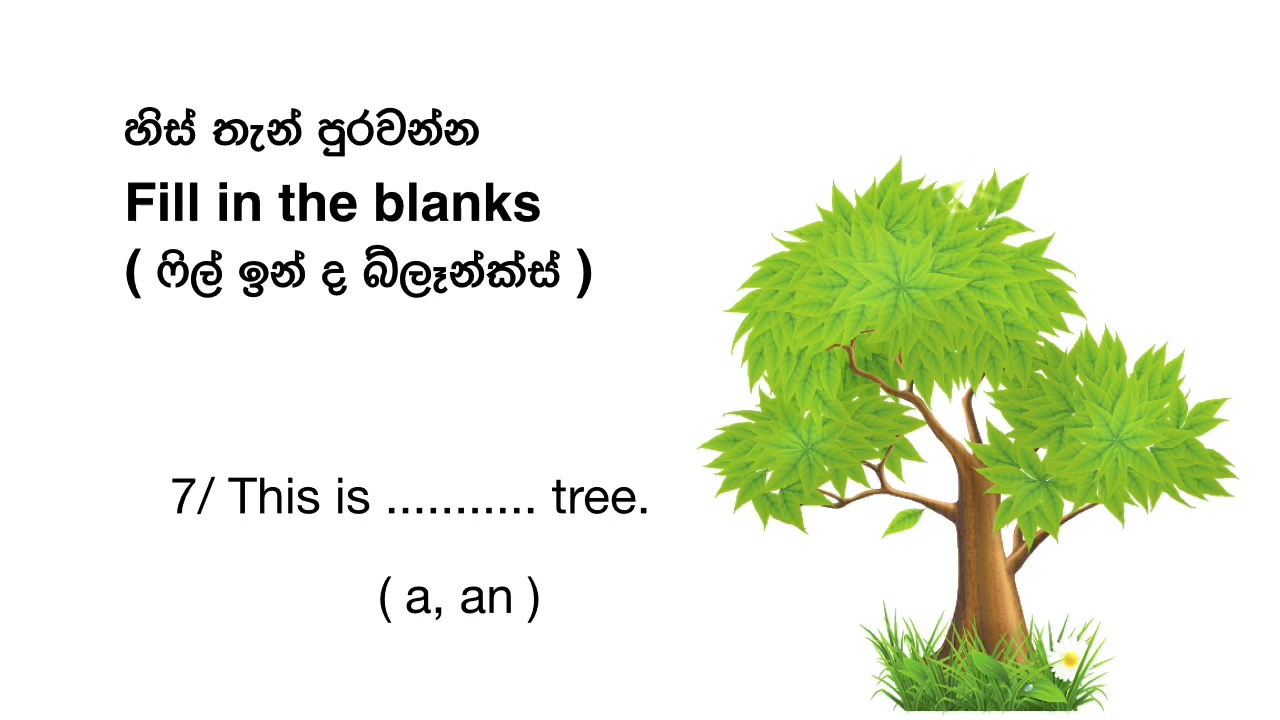 හිස් තැන් පුරවන්න
Fill in the blanks
( ෆිල් ඉන් ද බ්ලෑන්ක්ස් )
7/ This is ........... tree.
( a, an )